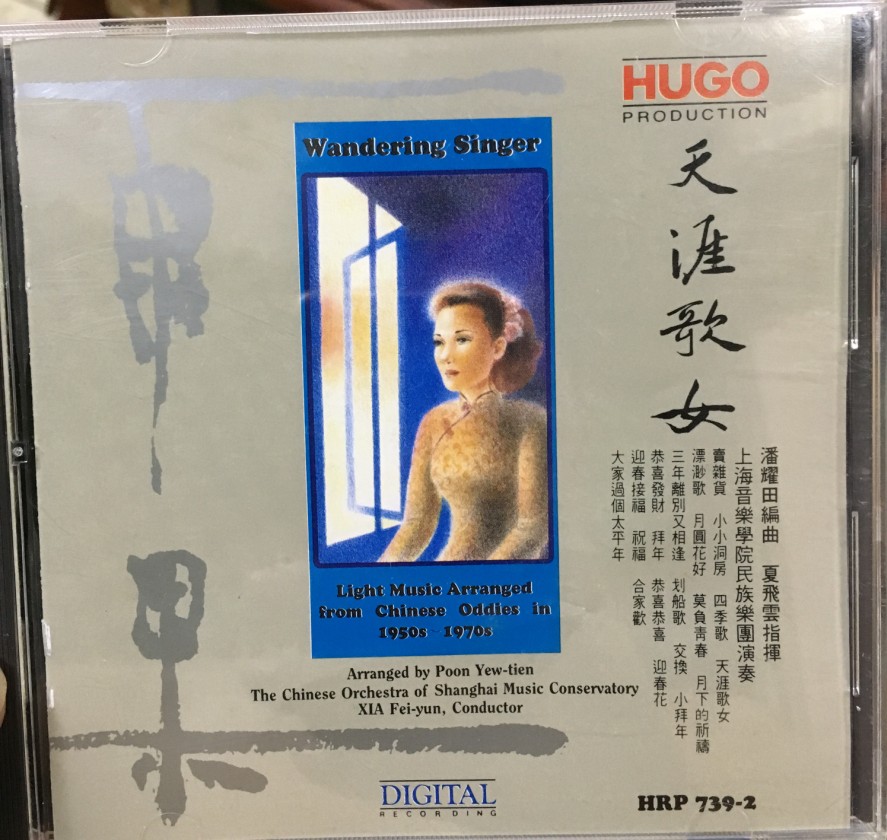 HUGO
PRODUCTION
天涯歌女
Wandering Singer
Light Music Arranged
from Chinese Oddies in
1950s - 1970s
Arranged by Poon Yew-tien
The Chinese Orchestra of Shanghai Music Conservatory
XIA Fei-yun, Conductor
潘耀田編曲 夏飛雲指揮
上海音樂學院民族樂團演奏
賣雜貨 小小洞房 四季歌 天涯歌女
漂渺歌 月圓花好 莫負青春 月下的祈禱
三年離別又相逢 划船歌 交換 小拜年
恭喜發財 拜年 恭喜恭喜 迎春花
迎春接福 祝福 合家歡
大家過個太平年
DIGITAL
RECORDING
HRP 739-2